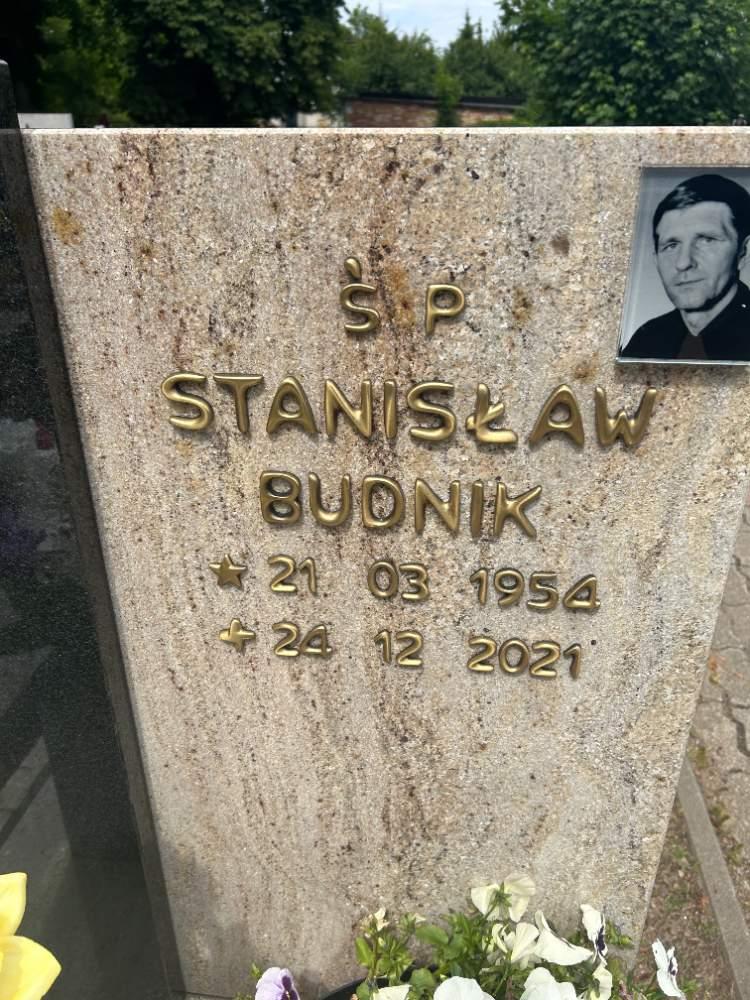 Ś P
STANISŁAW
BUDNIK
★ 21 03 1954
+ 24 12 2021